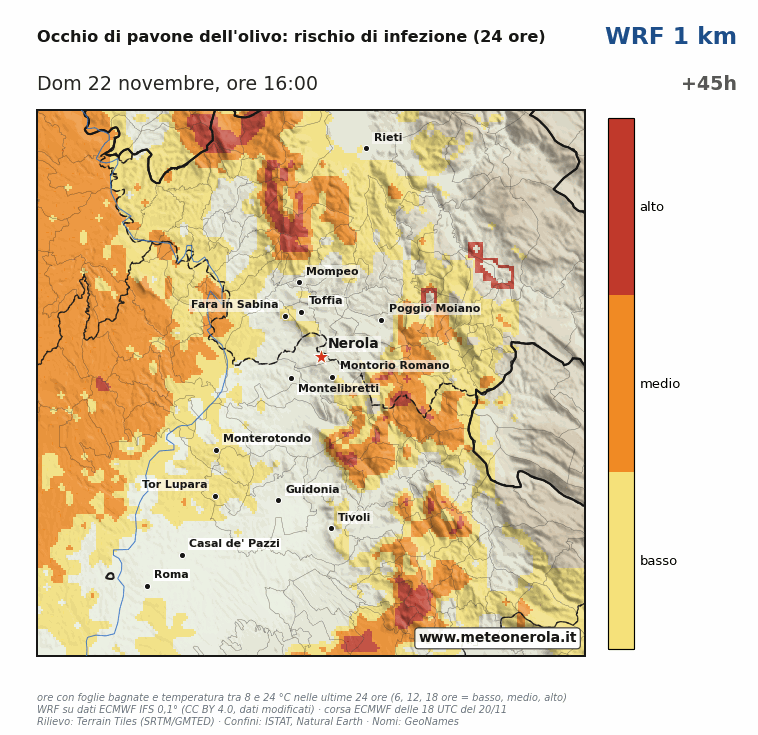 Occhio di pavone dell'olivo: rischio di infezione (24 ore)
WRF 1 km
Dom 22 novembre, ore 16:00
+45h
Rieti
alto
Mompeo
Fara in Sabina
Toffia
Poggio Moiano
Nerola
Montorio Romano
medio
Montelibretti
Monterotondo
Tor Lupara
Guidonia
Tivoli
Casal de' Pazzi
basso
Roma
www.meteonerola.it
ore con foglie bagnate e temperatura tra 8 e 24 °C nelle ultime 24 ore (6, 12, 18 ore = basso, medio, alto)
WRF su dati ECMWF IFS 0,1° (CC BY 4.0, dati modificati) · corsa ECMWF delle 18 UTC del 20/11
Rilievo: Terrain Tiles (SRTM/GMTED) · Confini: ISTAT, Natural Earth · Nomi: GeoNames